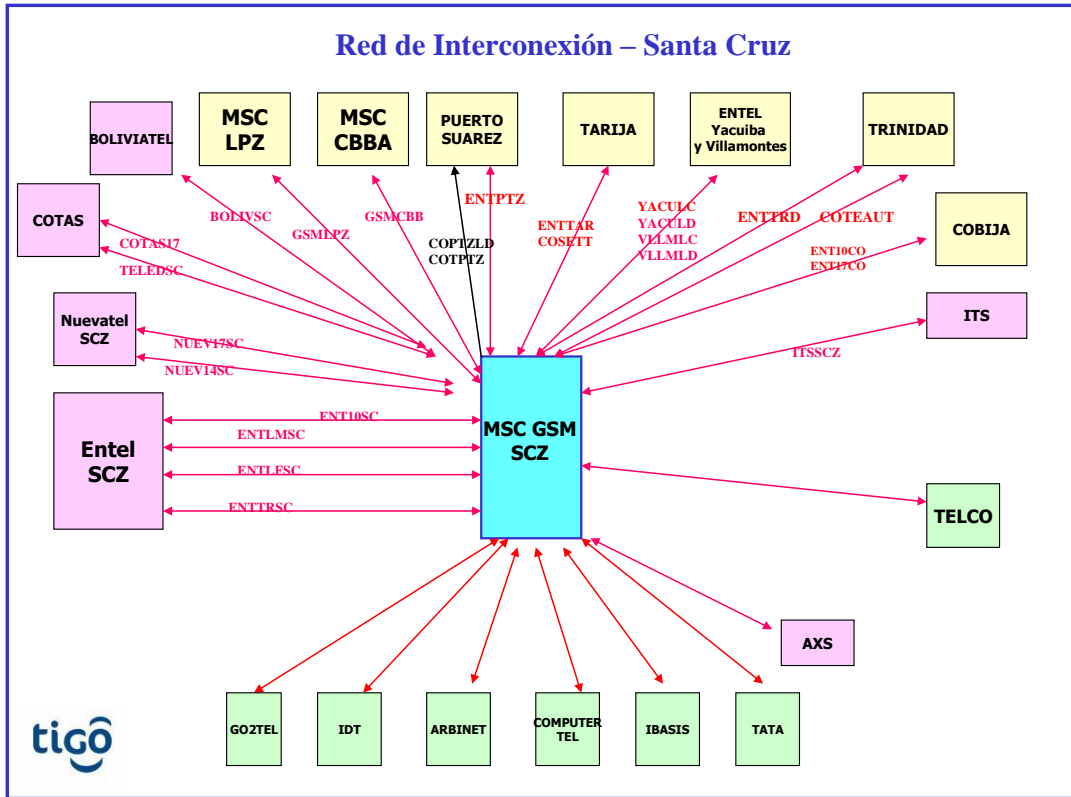 Red de Interconexión – Santa Cruz
BOLIVIATEL
MSC
LPZ
MSC
CBBA
PUERTO
SUAREZ
TARIJA
ENTEL
Yacuiba
y Villamontes
TRINIDAD
COTAS
BOLIVSC
GSMLPZ
GSMCBB
ENTPTZ
COPTZLD
COTPTZ
ENTTAR
COSETT
YACULC
YACULD
VLLMLC
VLLMLD
ENTTRD
COTEAUT
ENT10CO
ENT17CO
COBIJA
COTAS17
TELEDSC
Nuevatel
SCZ
NUEV17SC
NUEV14SC
ITS
ITSSCZ
Entel
SCZ
ENT10SC
ENTLMSC
ENTLFSC
ENTTRSC
MSC GSM
SCZ
TELCO
AXS
GO2TEL
IDT
ARBINET
COMPUTER
TEL
IBASIS
TATA
tigo